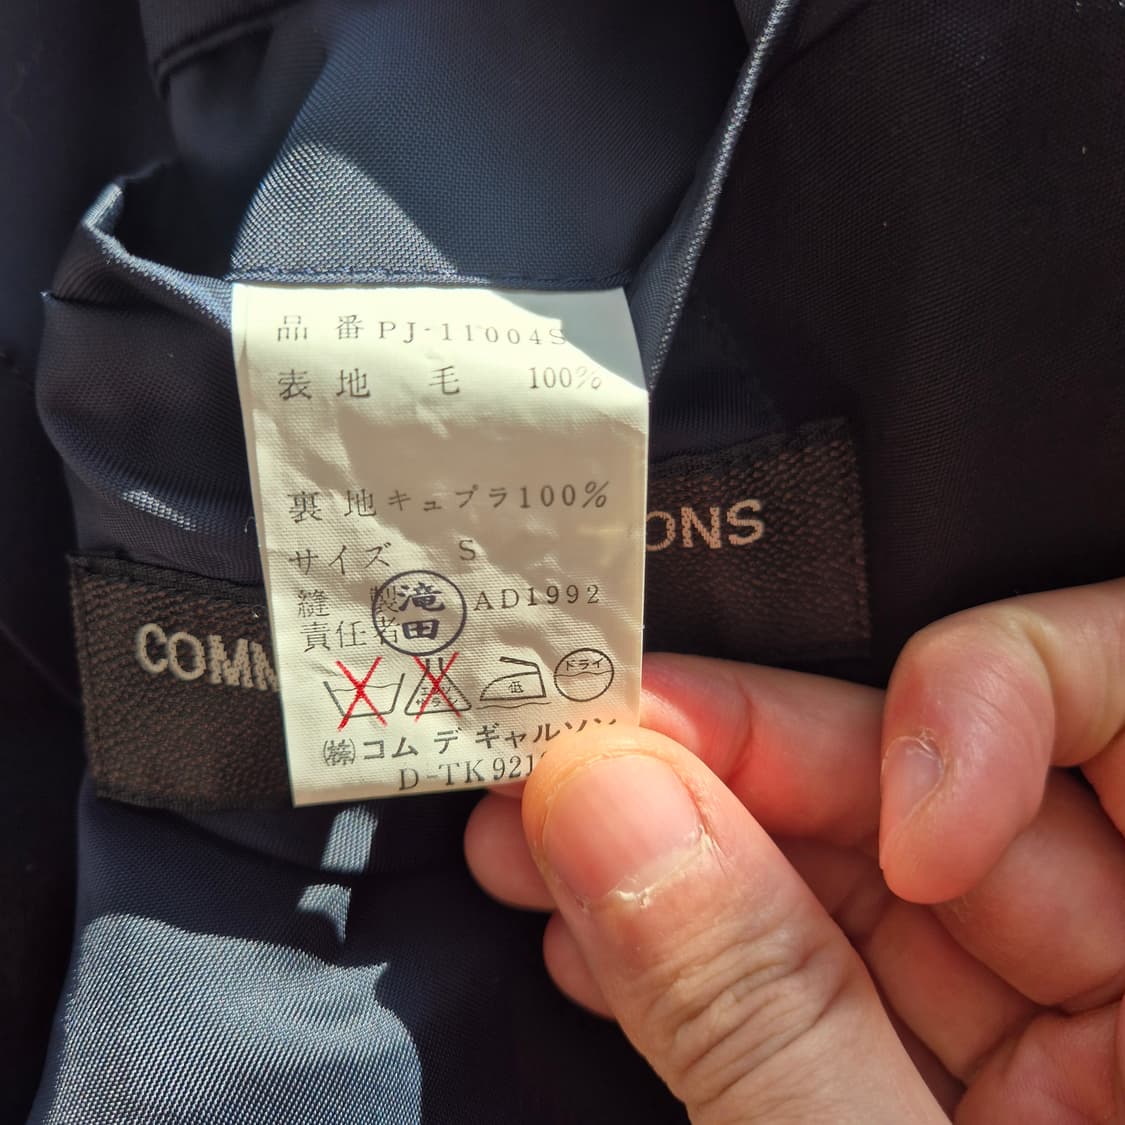 品 番 PJ-11004S
表 地 毛 100%
裏 地 キュプラ 100%
サイズ S
縫 製 AD1992
責任者
滝
田
低
ドライ
㈱コム デ ギャルソン
D-TK921
COMM
ONS